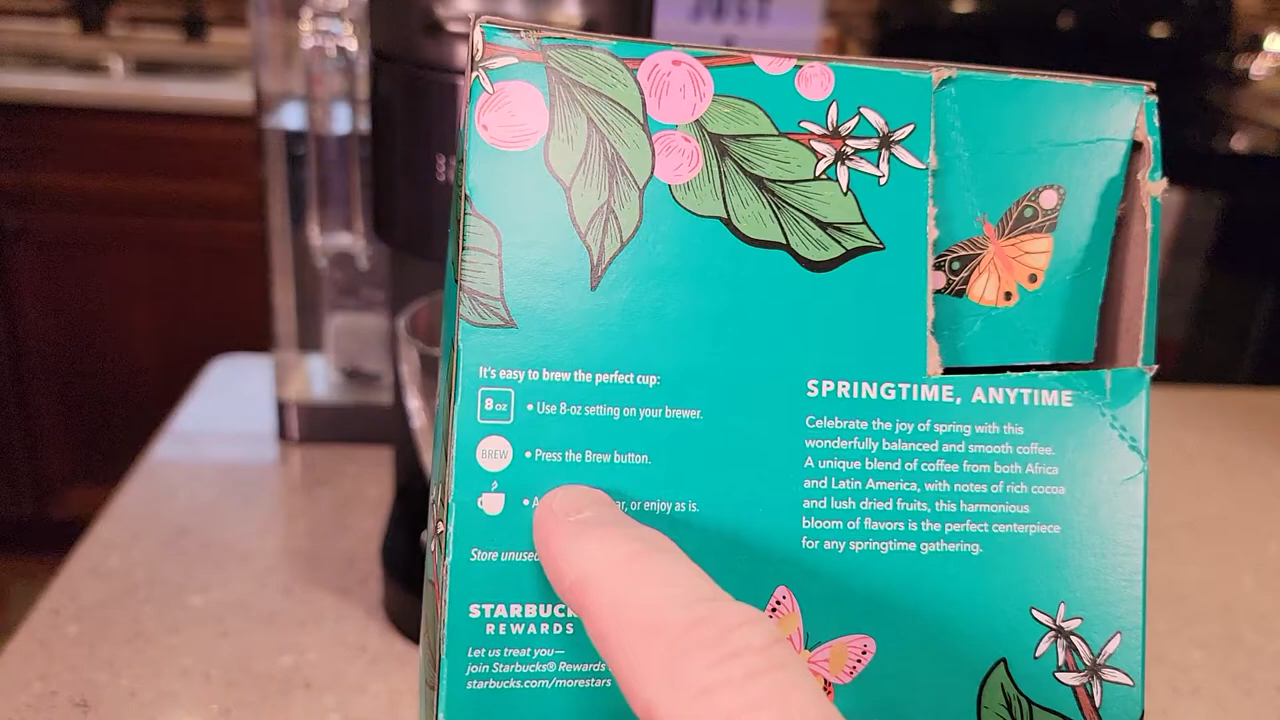 JUST
It's easy to brew the perfect cup:
8 oz
• Use 8-oz setting on your brewer.
BREW
• Press the Brew button.
• or enjoy as is.
Store
STARBUCKS
REWARDS
Let us treat you—
join Starbucks® Rewards
starbucks.com/morestars
SPRINGTIME, ANYTIME
Celebrate the joy of spring with this
wonderfully balanced and smooth coffee.
A unique blend of coffee from both Africa
and Latin America, with notes of rich cocoa
and lush dried fruits, this harmonious
bloom of flavors is the perfect centerpiece
for any springtime gathering.